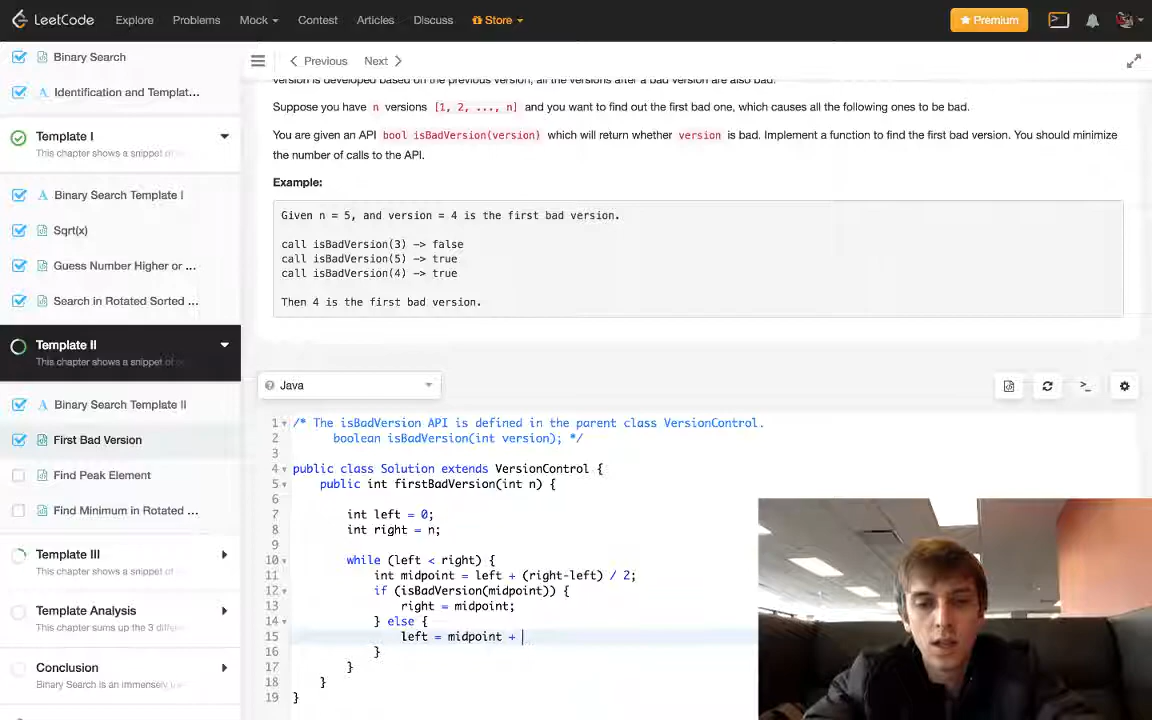 LeetCode
Explore
Problems
Mock
Contest
Articles
Discuss
Store
Premium
Binary Search
Identification and Templat...
Template I
This chapter shows a snippet of
Binary Search Template I
Sqrt(x)
Guess Number Higher or ...
Search in Rotated Sorted ...
Template II
This chapter shows a snippet of
Binary Search Template II
First Bad Version
Find Peak Element
Find Minimum in Rotated ...
Template III
This chapter shows a snippet of
Template Analysis
This chapter sums up the 3
Conclusion
Binary Search is an immensely
Previous
Next
version is developed based on the previous version, all the versions after a bad version are also bad.
Suppose you have n versions [1, 2, ..., n] and you want to find out the first bad one, which causes all the following ones to be bad.
You are given an API bool isBadVersion(version) which will return whether version is bad. Implement a function to find the first bad version. You should minimize
the number of calls to the API.
Example:
Given n = 5, and version = 4 is the first bad version.
call isBadVersion(3) -> false
call isBadVersion(5) -> true
call isBadVersion(4) -> true
Then 4 is the first bad version.
Java
1 /* The isBadVersion API is defined in the parent class VersionControl.
2 boolean isBadVersion(int version); */
3
4 public class Solution extends VersionControl {
5 public int firstBadVersion(int n) {
6
7 int left = 0;
8 int right = n;
9
10 while (left < right) {
11 int midpoint = left + (right-left) / 2;
12 if (isBadVersion(midpoint)) {
13 right = midpoint;
14 } else {
15 left = midpoint +
16 }
17 }
18 }
19 }